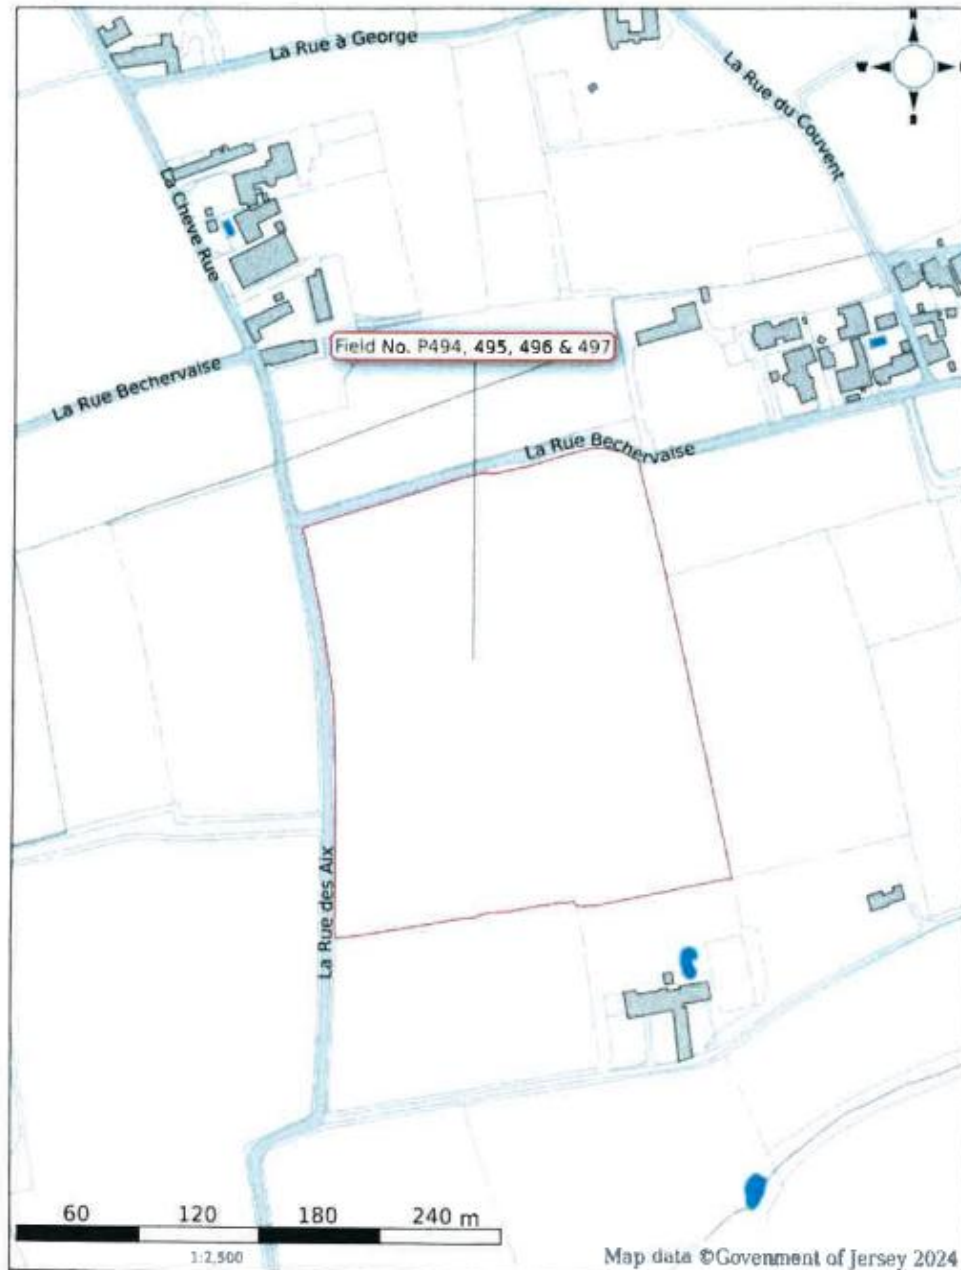 La Rue à George
La Rue du Couvent
N
W
La Cheve Rue
Field No. P494, 495, 496 & 497
La Rue Bechervaise
La Rue Bechervaise
La Rue des Aix
60 120 180 240 m
1:2,500
Map data ©Govenment of Jersey 2024